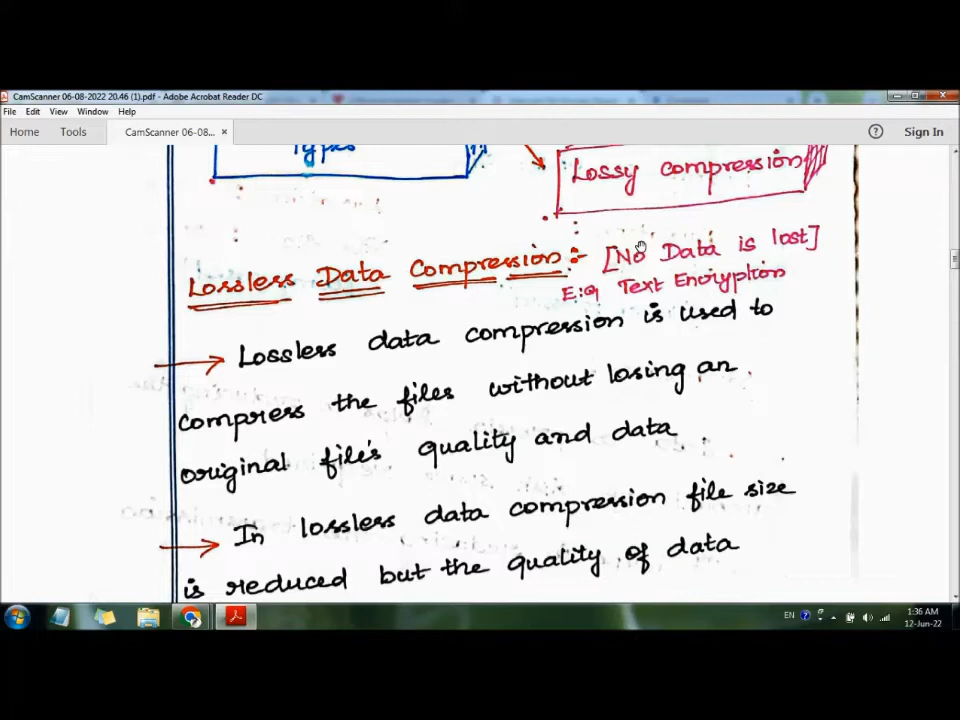 CamScanner 06-08-2022 20.46 (1).pdf - Adobe Acrobat Reader DC
File Edit View Window Help
Home Tools CamScanner 06-08... × ? Sign In
Types
Lossy compression
Lossless Data Compression :- [No Data is lost]
E:g Text Encryption
Lossless data compression is used to
compress the files without losing an
original file's quality and data .
In lossless data compression file size
is reduced but the quality of data
EN
1:36 AM
12-Jun-22